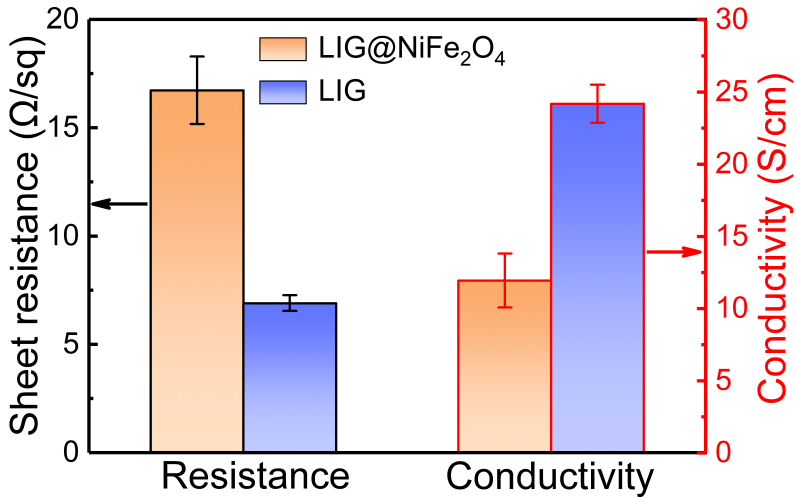 LIG@NiFe₂O₄
LIG
Sheet resistance (Ω/sq)
20
15
10
5
0
Conductivity (S/cm)
30
25
20
15
10
5
0
Resistance
Conductivity